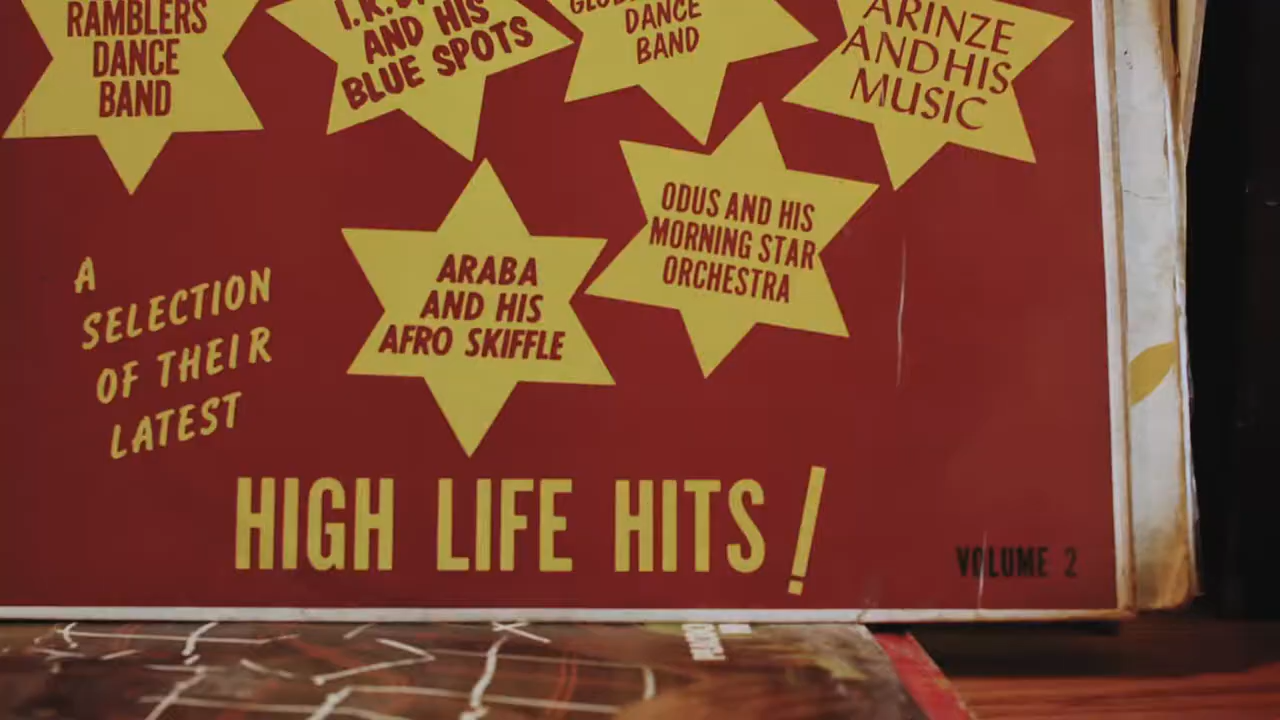 RAMBLERS
DANCE
BAND
AND HIS
BLUE SPOTS
DANCE
BAND
ARINZE
AND HIS
MUSIC
ODUS AND HIS
MORNING STAR
ORCHESTRA
ARABA
AND HIS
AFRO SKIFFLE
A
SELECTION
OF THEIR
LATEST
HIGH LIFE HITS!
VOLUME 2